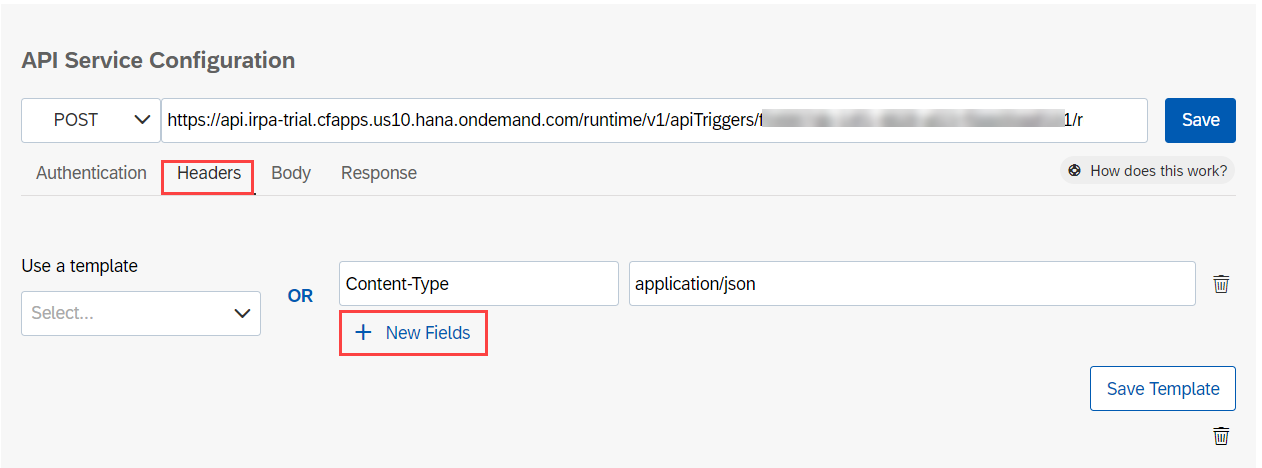 API Service Configuration
POST https://api.irpa-trial.cfapps.us10.hana.ondemand.com/runtime/v1/apiTriggers/ 1/r Save
Authentication Headers Body Response How does this work?
Use a template
Select... OR Content-Type application/json
+ New Fields
Save Template